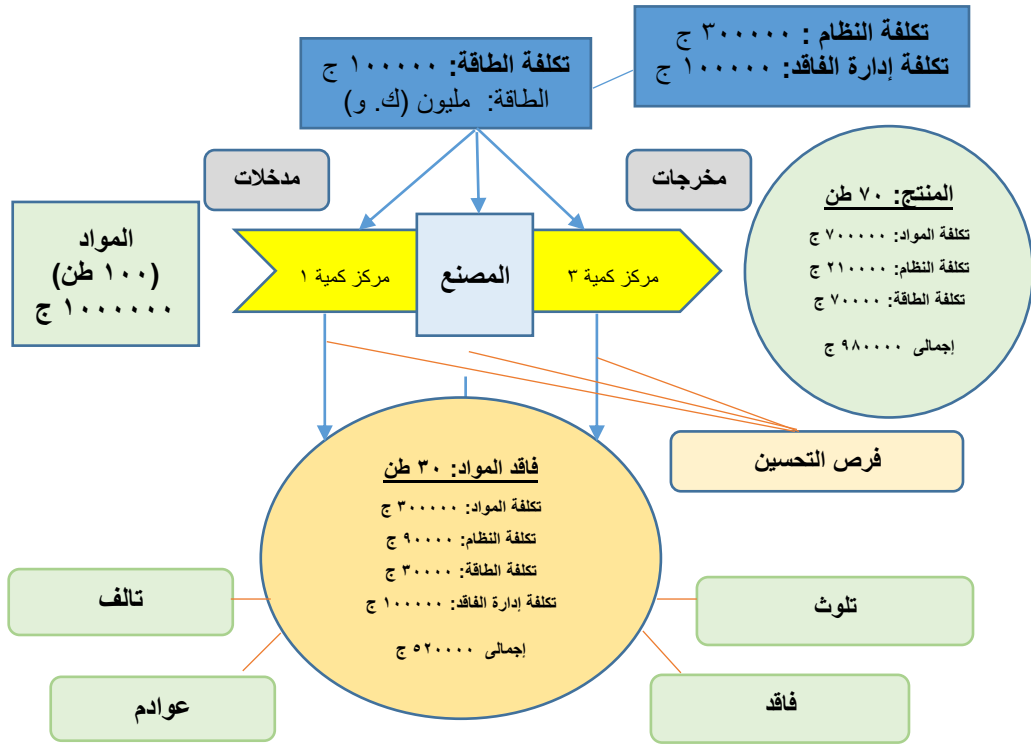 تكلفة النظام : ٣٠٠٠٠٠ ج
تكلفة إدارة الفاقد: ١٠٠٠٠٠ ج
تكلفة الطاقة: ١٠٠٠٠٠ ج
الطاقة: مليون (ك. و)
مخرجات
مدخلات
المنتج: ٧٠ طن
تكلفة المواد: ٧٠٠٠٠٠ ج
تكلفة النظام: ٢١٠٠٠٠ ج
تكلفة الطاقة: ٧٠٠٠٠ ج
إجمالى ٩٨٠٠٠٠ ج
المواد
(١٠٠ طن)
١٠٠٠٠٠٠ ج
مركز كمية ١
المصنع
مركز كمية ٣
فرص التحسين
فاقد المواد: ٣٠ طن
تكلفة المواد: ٣٠٠٠٠٠ ج
تكلفة النظام: ٩٠٠٠٠ ج
تكلفة الطاقة: ٣٠٠٠٠ ج
تكلفة إدارة الفاقد: ١٠٠٠٠٠ ج
إجمالى ٥٢٠٠٠٠ ج
تلوث
تالف
فاقد
عوادم